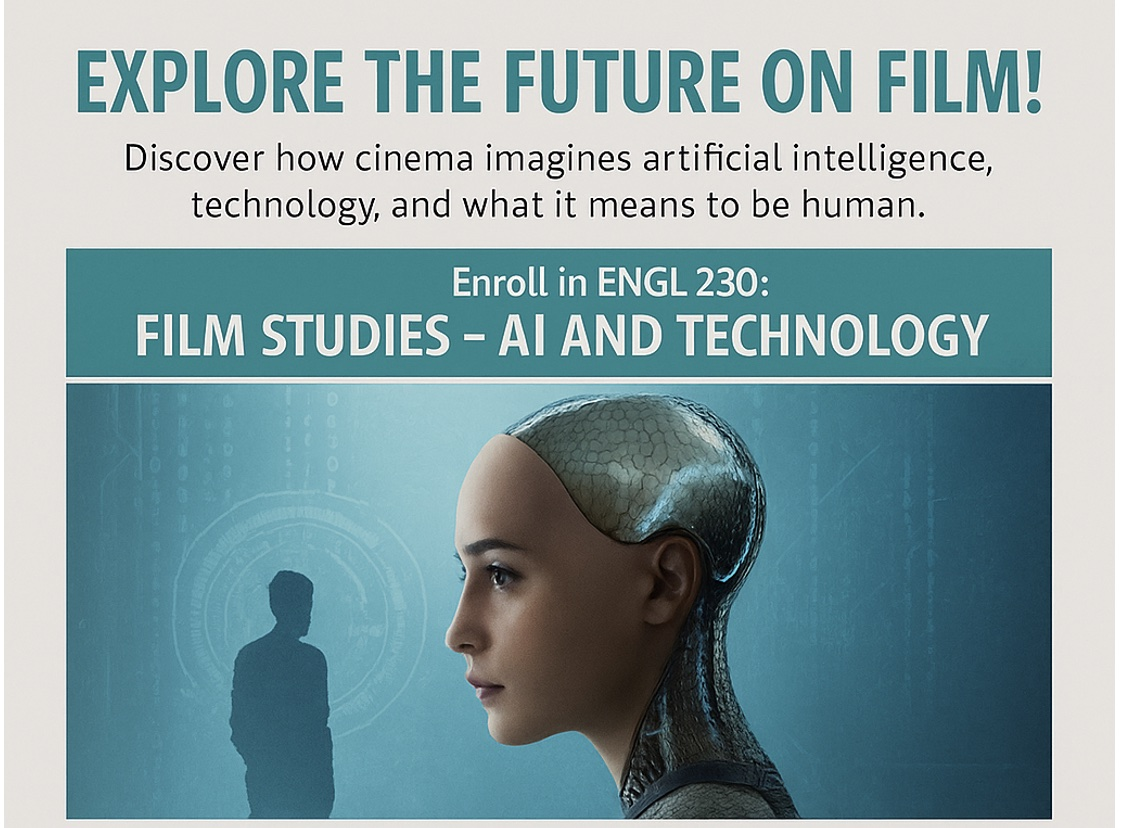 EXPLORE THE FUTURE ON FILM!
Discover how cinema imagines artificial intelligence,
technology, and what it means to be human.
Enroll in ENGL 230:
FILM STUDIES – AI AND TECHNOLOGY